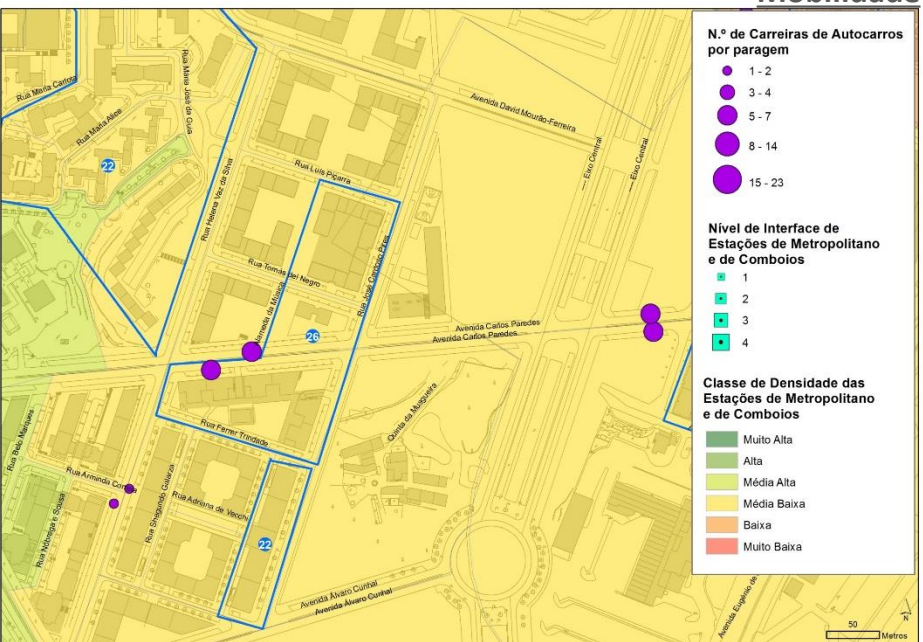 Mobilidade
N.º de Carreiras de Autocarros
por paragem
1 - 2
3 - 4
5 - 7
8 - 14
15 - 23
Nível de Interface de
Estações de Metropolitano
e de Comboios
1
2
3
4
Classe de Densidade das
Estações de Metropolitano
e de Comboios
Muito Alta
Alta
Média Alta
Média Baixa
Baixa
Muito Baixa
Rua Maria Carlota
Rua Maria José da Guia
Rua Maria Alice
22
Avenida David Mourão-Ferreira
Eixo Central
Eixo Central
Rua Luís Piçarra
Rua Helena Vaz da Silva
Rua Tomás del Negro
Rua José Cardoso Pires
Alameda da Música
26
Avenida Carlos Paredes
Avenida Carlos Paredes
Quinta da Musgueira
Rua Ferrer Trindade
Rua Belo Marques
Rua Arminda Correia
Rua Shegundo Galarza
Rua Adriana de Vecchi
Rua Nóbrega e Sousa
22
Avenida Álvaro Cunhal
Avenida Álvaro Cunhal
Avenida Eugénio de
N
50
Metros